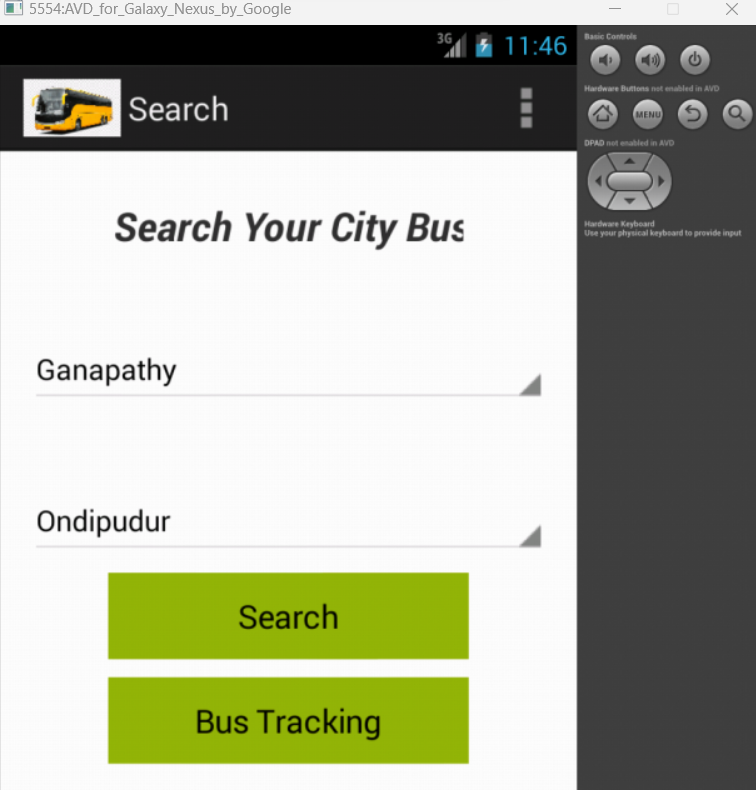 5554:AVD_for_Galaxy_Nexus_by_Google
3G 11:46
Search
Search Your City Bus
Ganapathy
Ondipudur
Search
Bus Tracking
Basic Controls
Hardware Buttons not enabled in AVD
MENU
DPAD not enabled in AVD
Hardware Keyboard
Use your physical keyboard to provide input